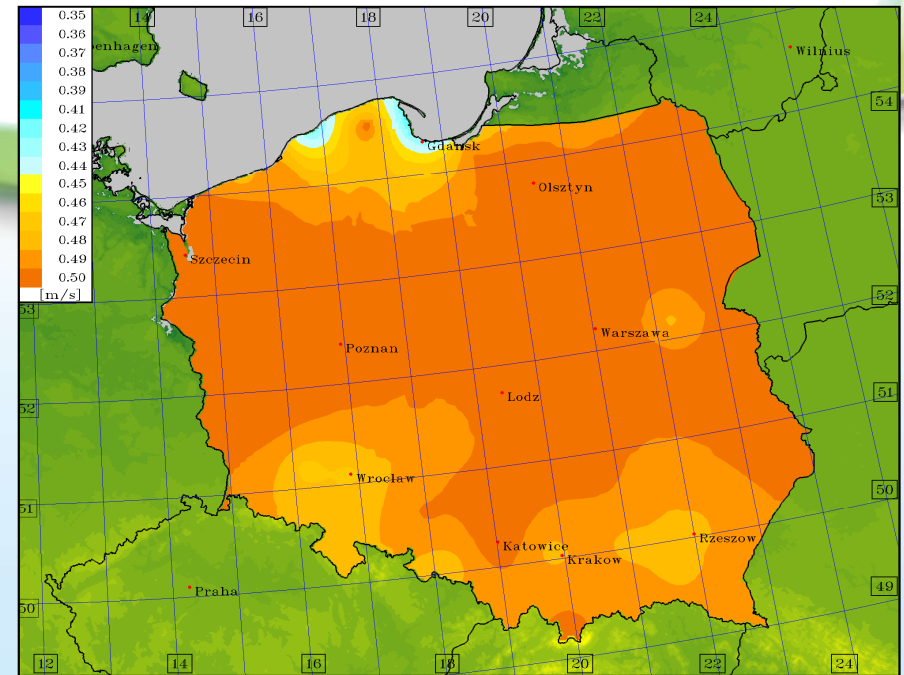 14 16 18 20 22 24
0.35
0.36
0.37
0.38
0.39
0.41
0.42
0.43
0.44
0.45
0.46
0.48
0.49
0.50
[m/s]
enhagen
Wilnius
54
Gdansk
Olsztyn
53
Szczecin
52
53
Warszawa
Poznan
51
Lodz
52
Wroclaw
50
51
Rzeszow
Katowice
Krakow
49
Praha
50
12 14 16 18 20 22 24